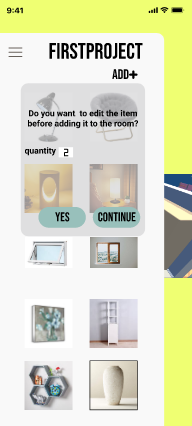 9:41
FIRSTPROJECT
ADD+
Do you want to edit the item
before adding it to the room?
quantity 2
YES CONTINUE